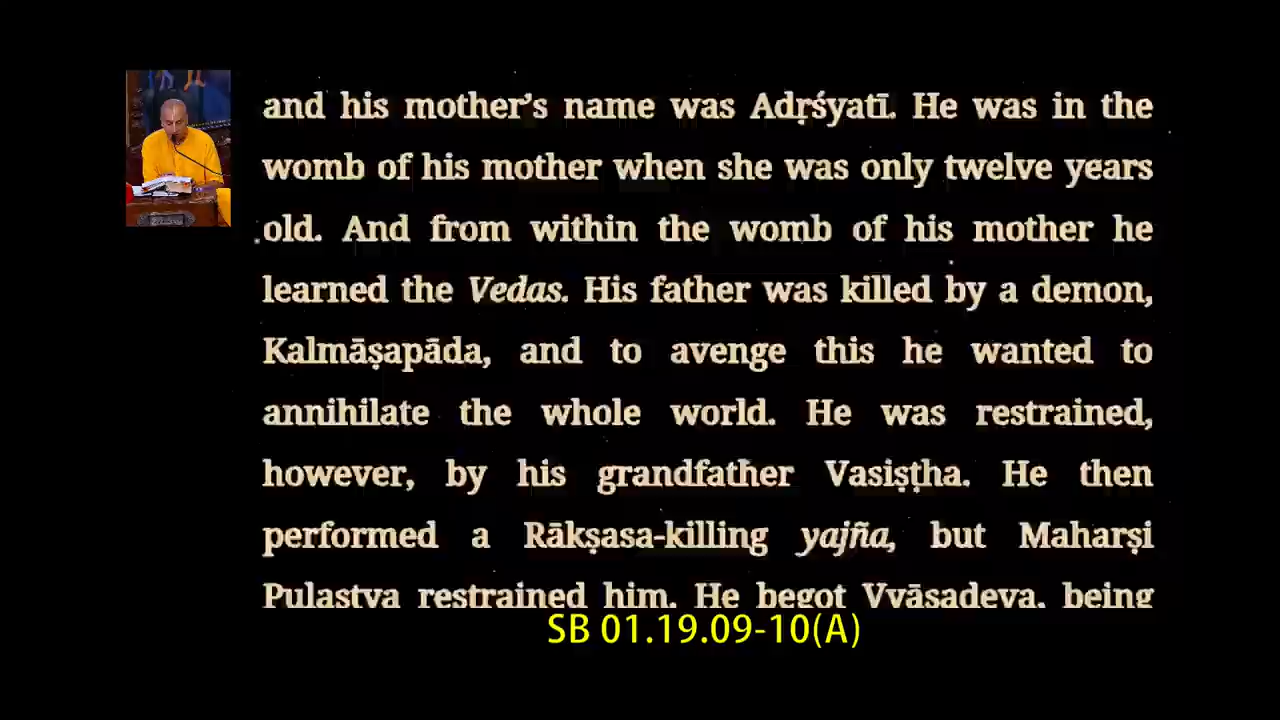 and his mother’s name was Adṛśyatī. He was in the
womb of his mother when she was only twelve years
old. And from within the womb of his mother he
learned the Vedas. His father was killed by a demon,
Kalmāṣapāda, and to avenge this he wanted to
annihilate the whole world. He was restrained,
however, by his grandfather Vasiṣṭha. He then
performed a Rākṣasa-killing yajña, but Maharṣi
Pulastya restrained him. He begot Vyāsadeva, being
SB 01.19.09-10(A)